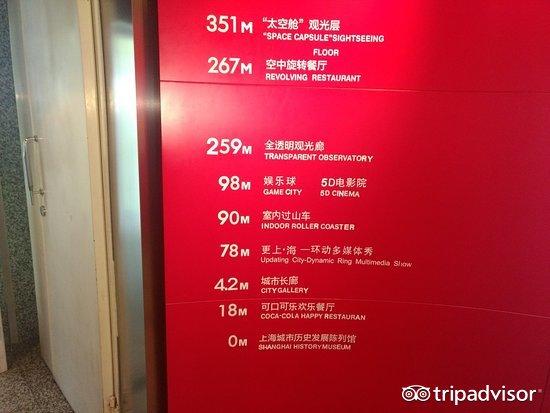 351M "太空舱"观光层
"SPACE CAPSULE"SIGHTSEEING
FLOOR
267M 空中旋转餐厅
REVOLVING RESTAURANT
259M 全透明观光廊
TRANSPARENT OBSERVATORY
98M 娱乐球 5D电影院
GAME CITY 5D CINEMA
90M 室内过山车
INDOOR ROLLER COASTER
78M 更上·海 —环动多媒体秀
Updating City-Dynamic Ring Multimedia Show
4.2M 城市长廊
CITY GALLERY
18M 可口可乐欢乐餐厅
COCA-COLA HAPPY RESTAURAN
0M 上海城市历史发展陈列馆
SHANGHAI HISTORY MUSEUM
tripadvisor